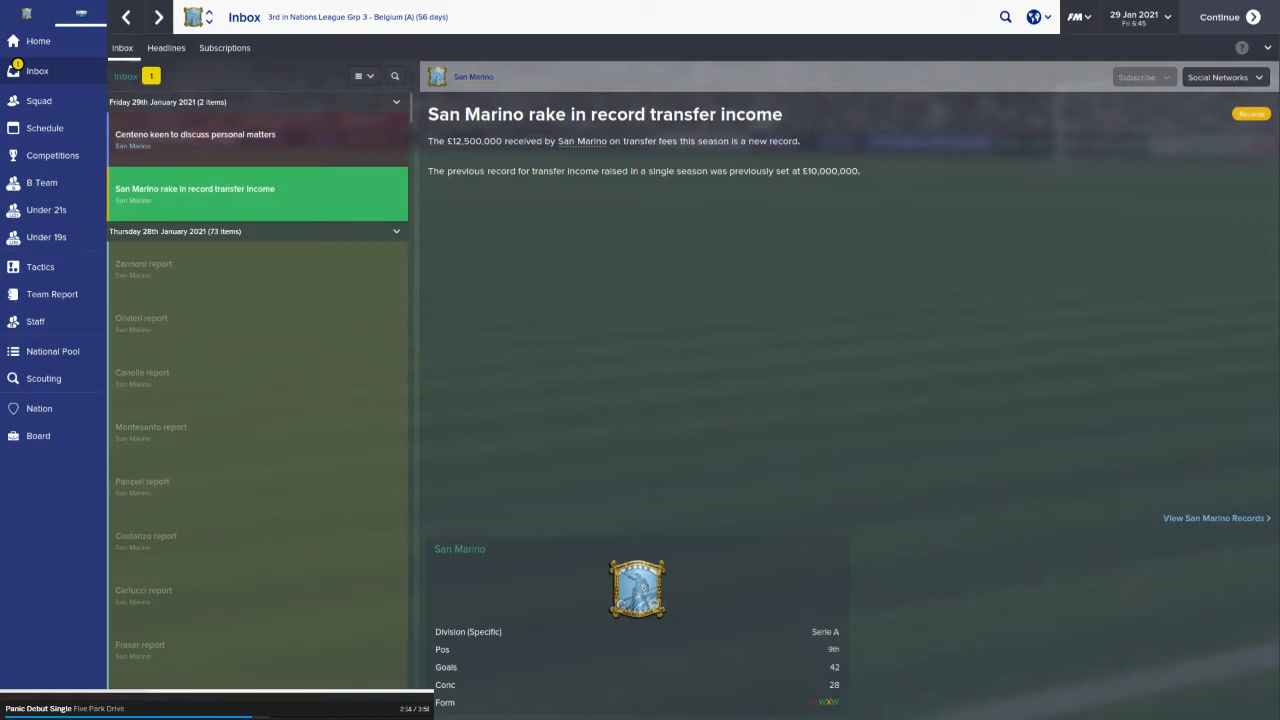 Inbox 3rd in Nations League Grp 3 - Belgium (A) (56 days)
FM
29 Jan 2021
Fri 6:45
Continue
Home
1
Inbox
Squad
Schedule
Competitions
B Team
Under 21s
Under 19s
Tactics
Team Report
Staff
National Pool
Scouting
Nation
Board
Inbox Headlines Subscriptions
?
Inbox 1
Friday 29th January 2021 (2 items)
Centeno keen to discuss personal matters
San Marino
San Marino rake in record transfer income
San Marino
Thursday 28th January 2021 (73 items)
Zannoni report
San Marino
Olivieri report
San Marino
Canella report
San Marino
Montesanto report
San Marino
Panzeri report
San Marino
Costanzo report
San Marino
Carlucci report
San Marino
Fraser report
San Marino
San Marino
Subscribe
Social Networks
San Marino rake in record transfer income
Records
The £12,500,000 received by San Marino on transfer fees this season is a new record.
The previous record for transfer income raised in a single season was previously set at £10,000,000.
View San Marino Records >
San Marino
Division (Specific) Serie A
Pos 9th
Goals 42
Conc 28
Form WXW
Panic Debut Single Five Park Drive